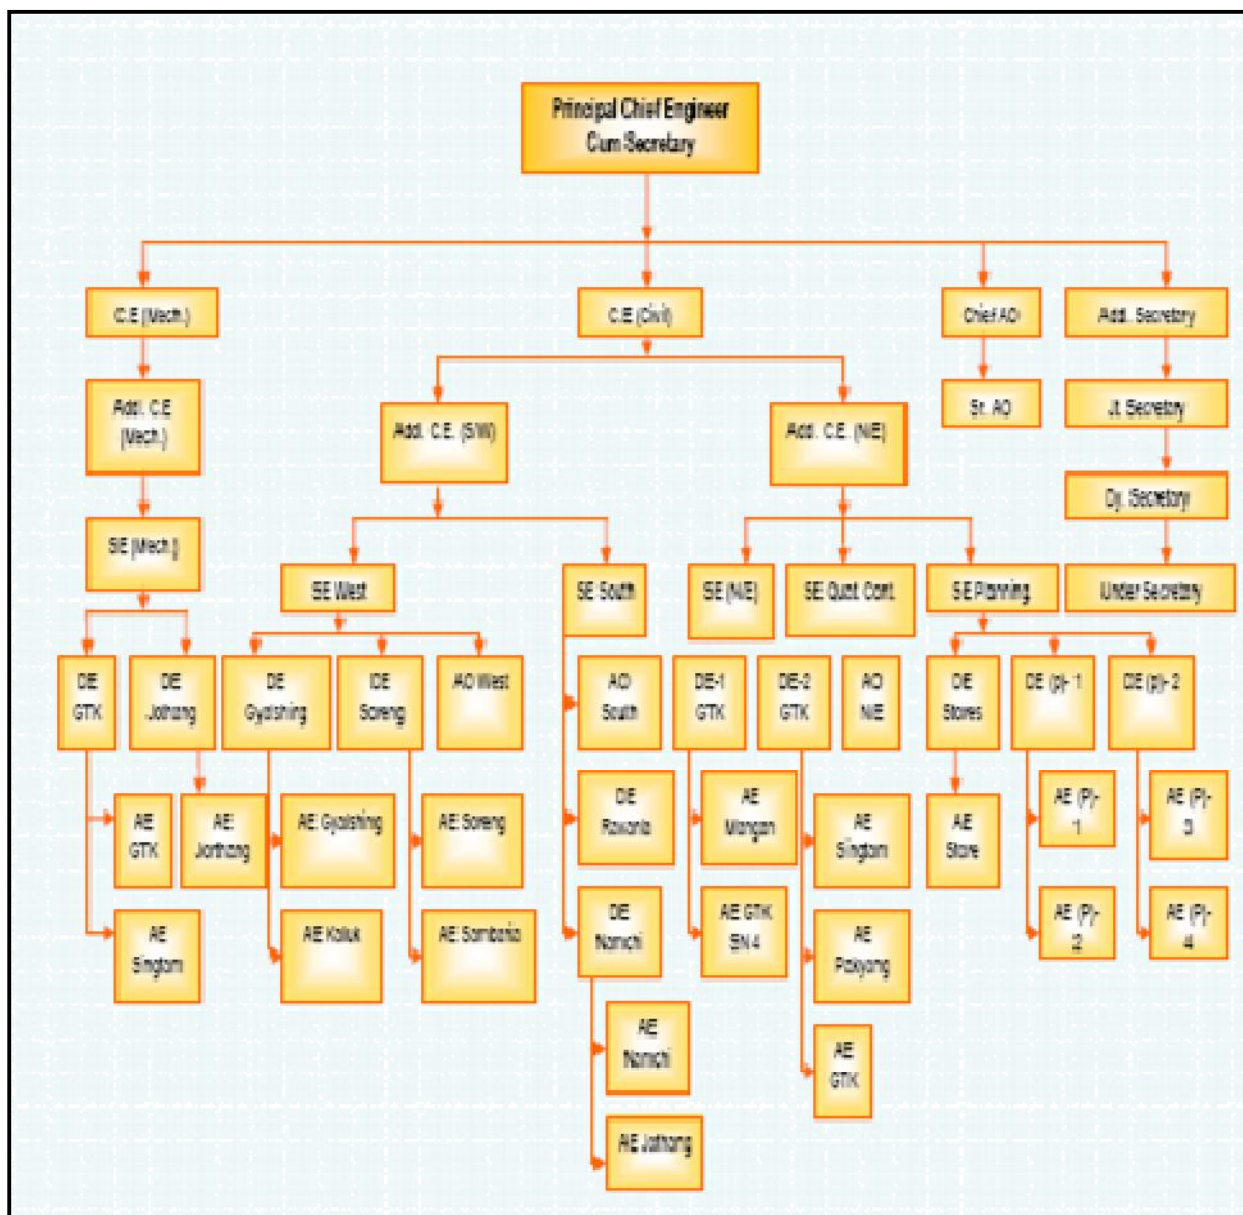 Principal Chief Engineer
Cum Secretary
C.E (Mech.)
C.E (Civil)
Chief AO
Addl. Secretary
Addl. C.E
(Mech.)
Addl. C.E. (S/W)
Addl. C.E. (N/E)
Sr. AO
Jt. Secretary
Dy. Secretary
SE (Mech.)
SE West
SE South
SE (N/E)
SE Qual. Cont.
SE Planning
Under Secretary
DE
GTK
DE
Jothang
DE
Gyalshing
DE
Soreng
AO West
AO
South
DE-1
GTK
DE-2
GTK
AO
N/E
DE
Stores
DE (p)- 1
DE (p)- 2
AE
GTK
AE
Jorthang
AE Gyalshing
AE Soreng
DE
AE
Mangan
AE
Singtam
AE
Store
AE (P)-
1
AE (P)-
3
AE
Singtam
AE Kaluk
AE
DE
Namchi
AE GTK
SN 4
AE
Pakyong
AE (P)-
2
AE (P)-
4
AE
Namchi
AE
GTK
AE Jothang